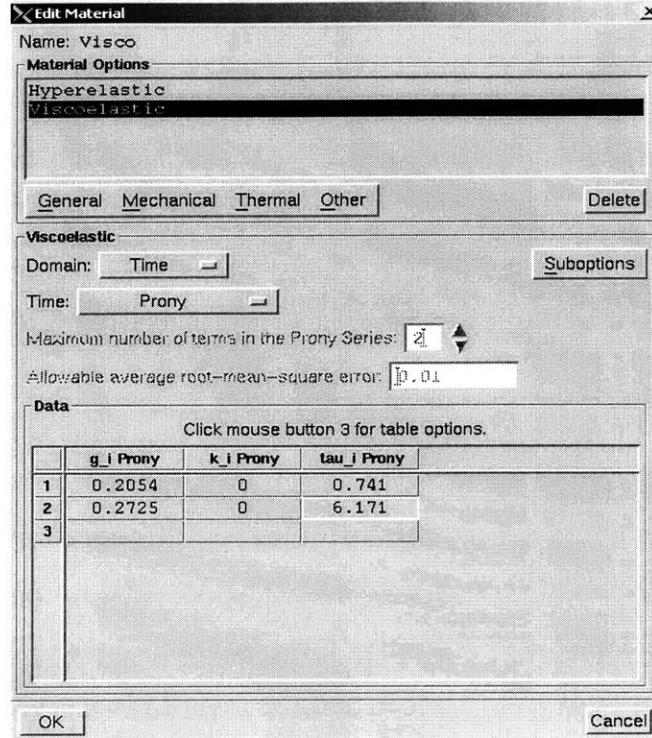 Edit Material
Name: Visco
Material Options
Hyperelastic
Viscoelastic
General Mechanical Thermal Other Delete
Viscoelastic
Domain: Time Suboptions
Time: Prony
Maximum number of terms in the Prony Series: 2
Allowable average root-mean-square error: 0.01
Data
Click mouse button 3 for table options.
g_i Prony k_i Prony tau_i Prony
1 0.2054 0 0.741
2 0.2725 0 6.171
3
OK Cancel